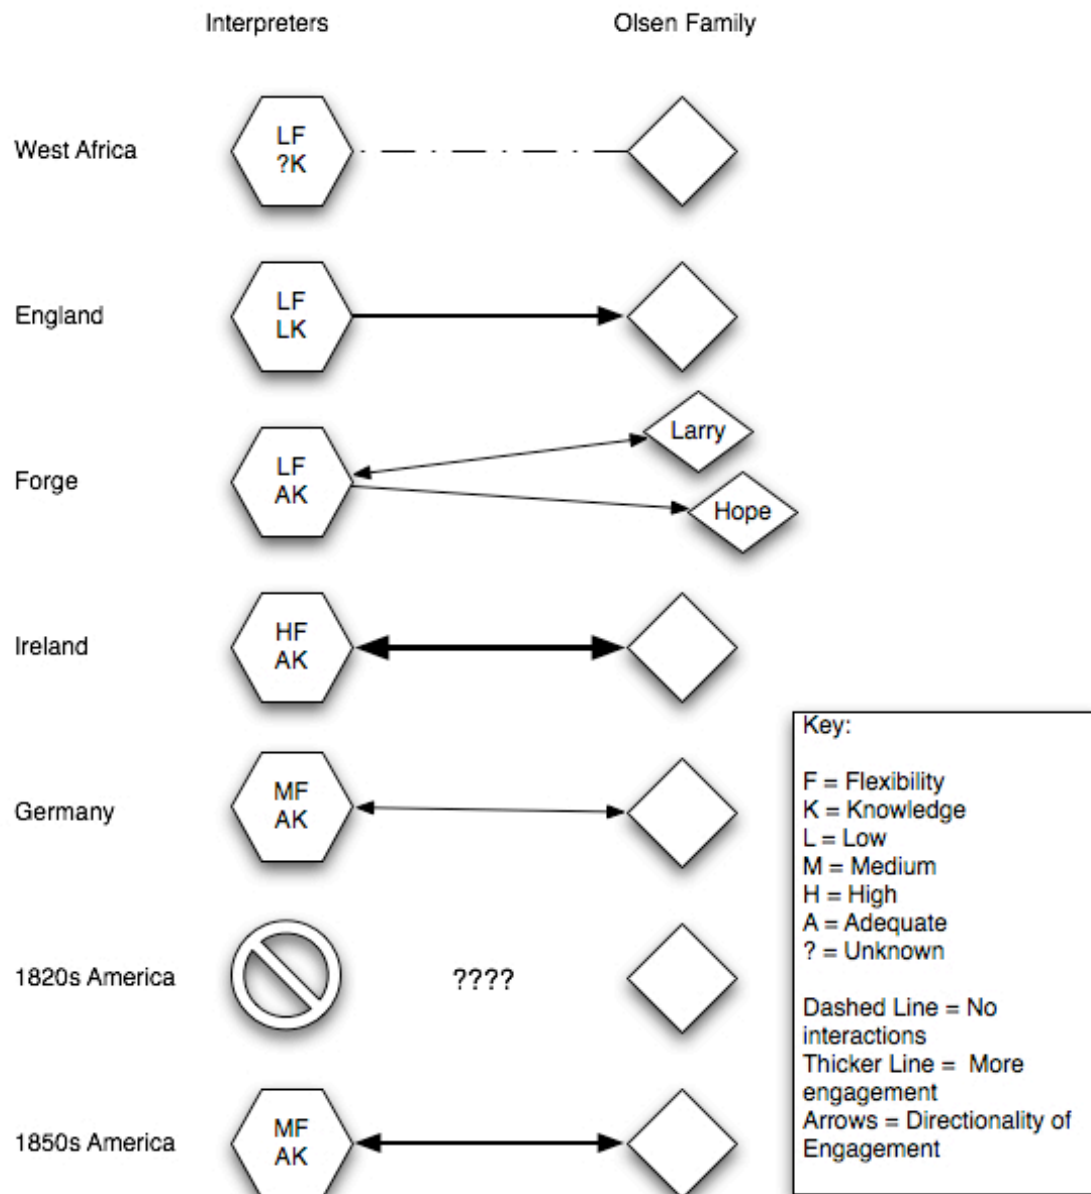 Interpreters
Olsen Family
West Africa
LF
?K
England
LF
LK
Forge
LF
AK
Larry
Hope
Ireland
HF
AK
Germany
MF
AK
1820s America
????
1850s America
MF
AK
Key:
F = Flexibility
K = Knowledge
L = Low
M = Medium
H = High
A = Adequate
? = Unknown
Dashed Line = No
interactions
Thicker Line =  More
engagement
Arrows = Directionality of
Engagement